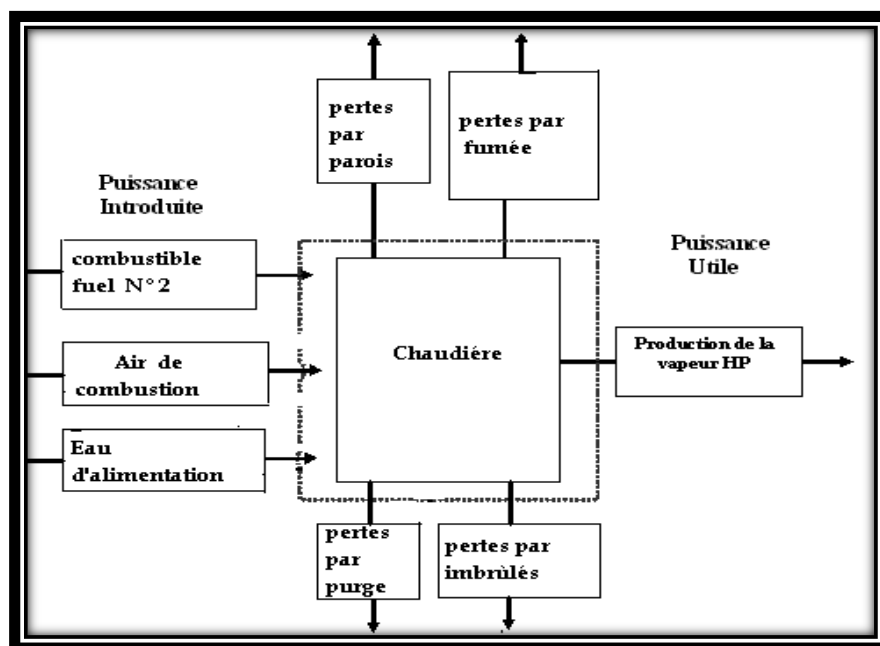 pertes
par
parois
pertes par
fumée
Puissance
Introduite
combustible
fuel N°2
Puissance
Utile
Air de
combustion
Chaudiére
Production de la
vapeur HP
Eau
d'alimentation
pertes
par
purge
pertes par
imbrùlés